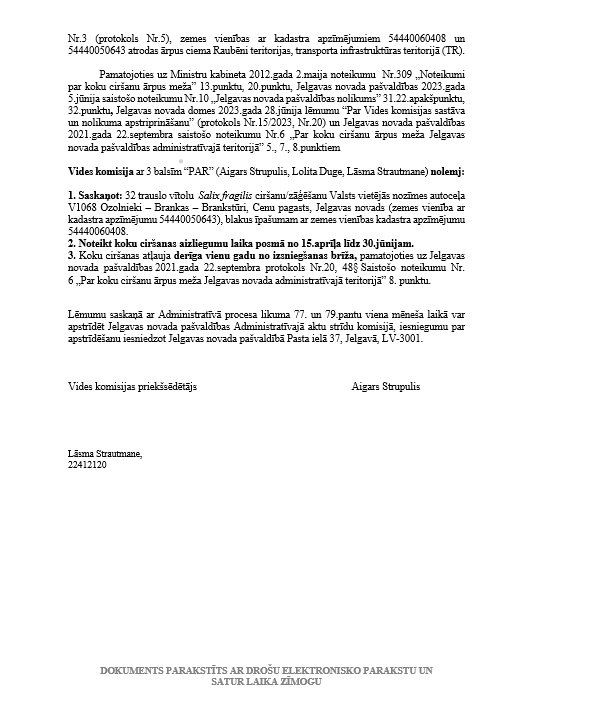 Nr.3 (protokols Nr.5), zemes vienības ar kadastra apzīmējumiem 54440060408 un
54440050643 atrodas ārpus ciema Raubēni teritorijas, transporta infrastruktūras teritorijā (TR).
Pamatojoties uz Ministru kabineta 2012.gada 2.maija noteikumu Nr.309 „Noteikumi
par koku ciršanu ārpus meža” 13.punktu, 20.punktu, Jelgavas novada pašvaldības 2023.gada
5.jūnija saistošo noteikumu Nr.10 „Jelgavas novada pašvaldības nolikums” 31.22.apakšpunktu,
32.punktu, Jelgavas novada domes 2023.gada 28.jūnija lēmumu “Par Vides komisijas sastāva
un nolikuma apstriprināšanu” (protokols Nr.15/2023, Nr.20) un Jelgavas novada pašvaldības
2021.gada 22.septembra saistošo noteikumu Nr.6 „Par koku ciršanu ārpus meža Jelgavas
novada pašvaldības administratīvajā teritorijā” 5., 7., 8.punktiem
Vides komisija ar 3 balsīm “PAR” (Aigars Strupulis, Lolita Duge, Lāsma Strautmane) nolemj:
1. Saskaņot: 32 trauslo vītolu Salix fragilis ciršanu/zāģēšanu Valsts vietējās nozīmes autoceļa
V1068 Ozolnieki – Brankas – Brankstūri, Cenu pagasts, Jelgavas novads (zemes vienība ar
kadastra apzīmējumu 54440050643), blakus īpašumam ar zemes vienības kadastra apzīmējumu
54440060408.
2. Noteikt koku ciršanas aizliegumu laika posmā no 15.aprīļa līdz 30.jūnijam.
3. Koku ciršanas atļauja derīga vienu gadu no izsniegšanas brīža, pamatojoties uz Jelgavas
novada pašvaldības 2021.gada 22.septembra protokols Nr.20, 48§ Saistošo noteikumu Nr.
6 „Par koku ciršanu ārpus meža Jelgavas novada administratīvajā teritorijā” 8. punktu.
Lēmumu saskaņā ar Administratīvā procesa likuma 77. un 79.pantu viena mēneša laikā var
apstrīdēt Jelgavas novada pašvaldības Administratīvajā aktu strīdu komisijā, iesniegumu par
apstrīdēšanu iesniedzot Jelgavas novada pašvaldībā Pasta ielā 37, Jelgavā, LV-3001.
Vides komisijas priekšsēdētājs Aigars Strupulis
Lāsma Strautmane,
22412120
DOKUMENTS PARAKSTĪTS AR DROŠU ELEKTRONISKO PARAKSTU UN
SATUR LAIKA ZĪMOGU